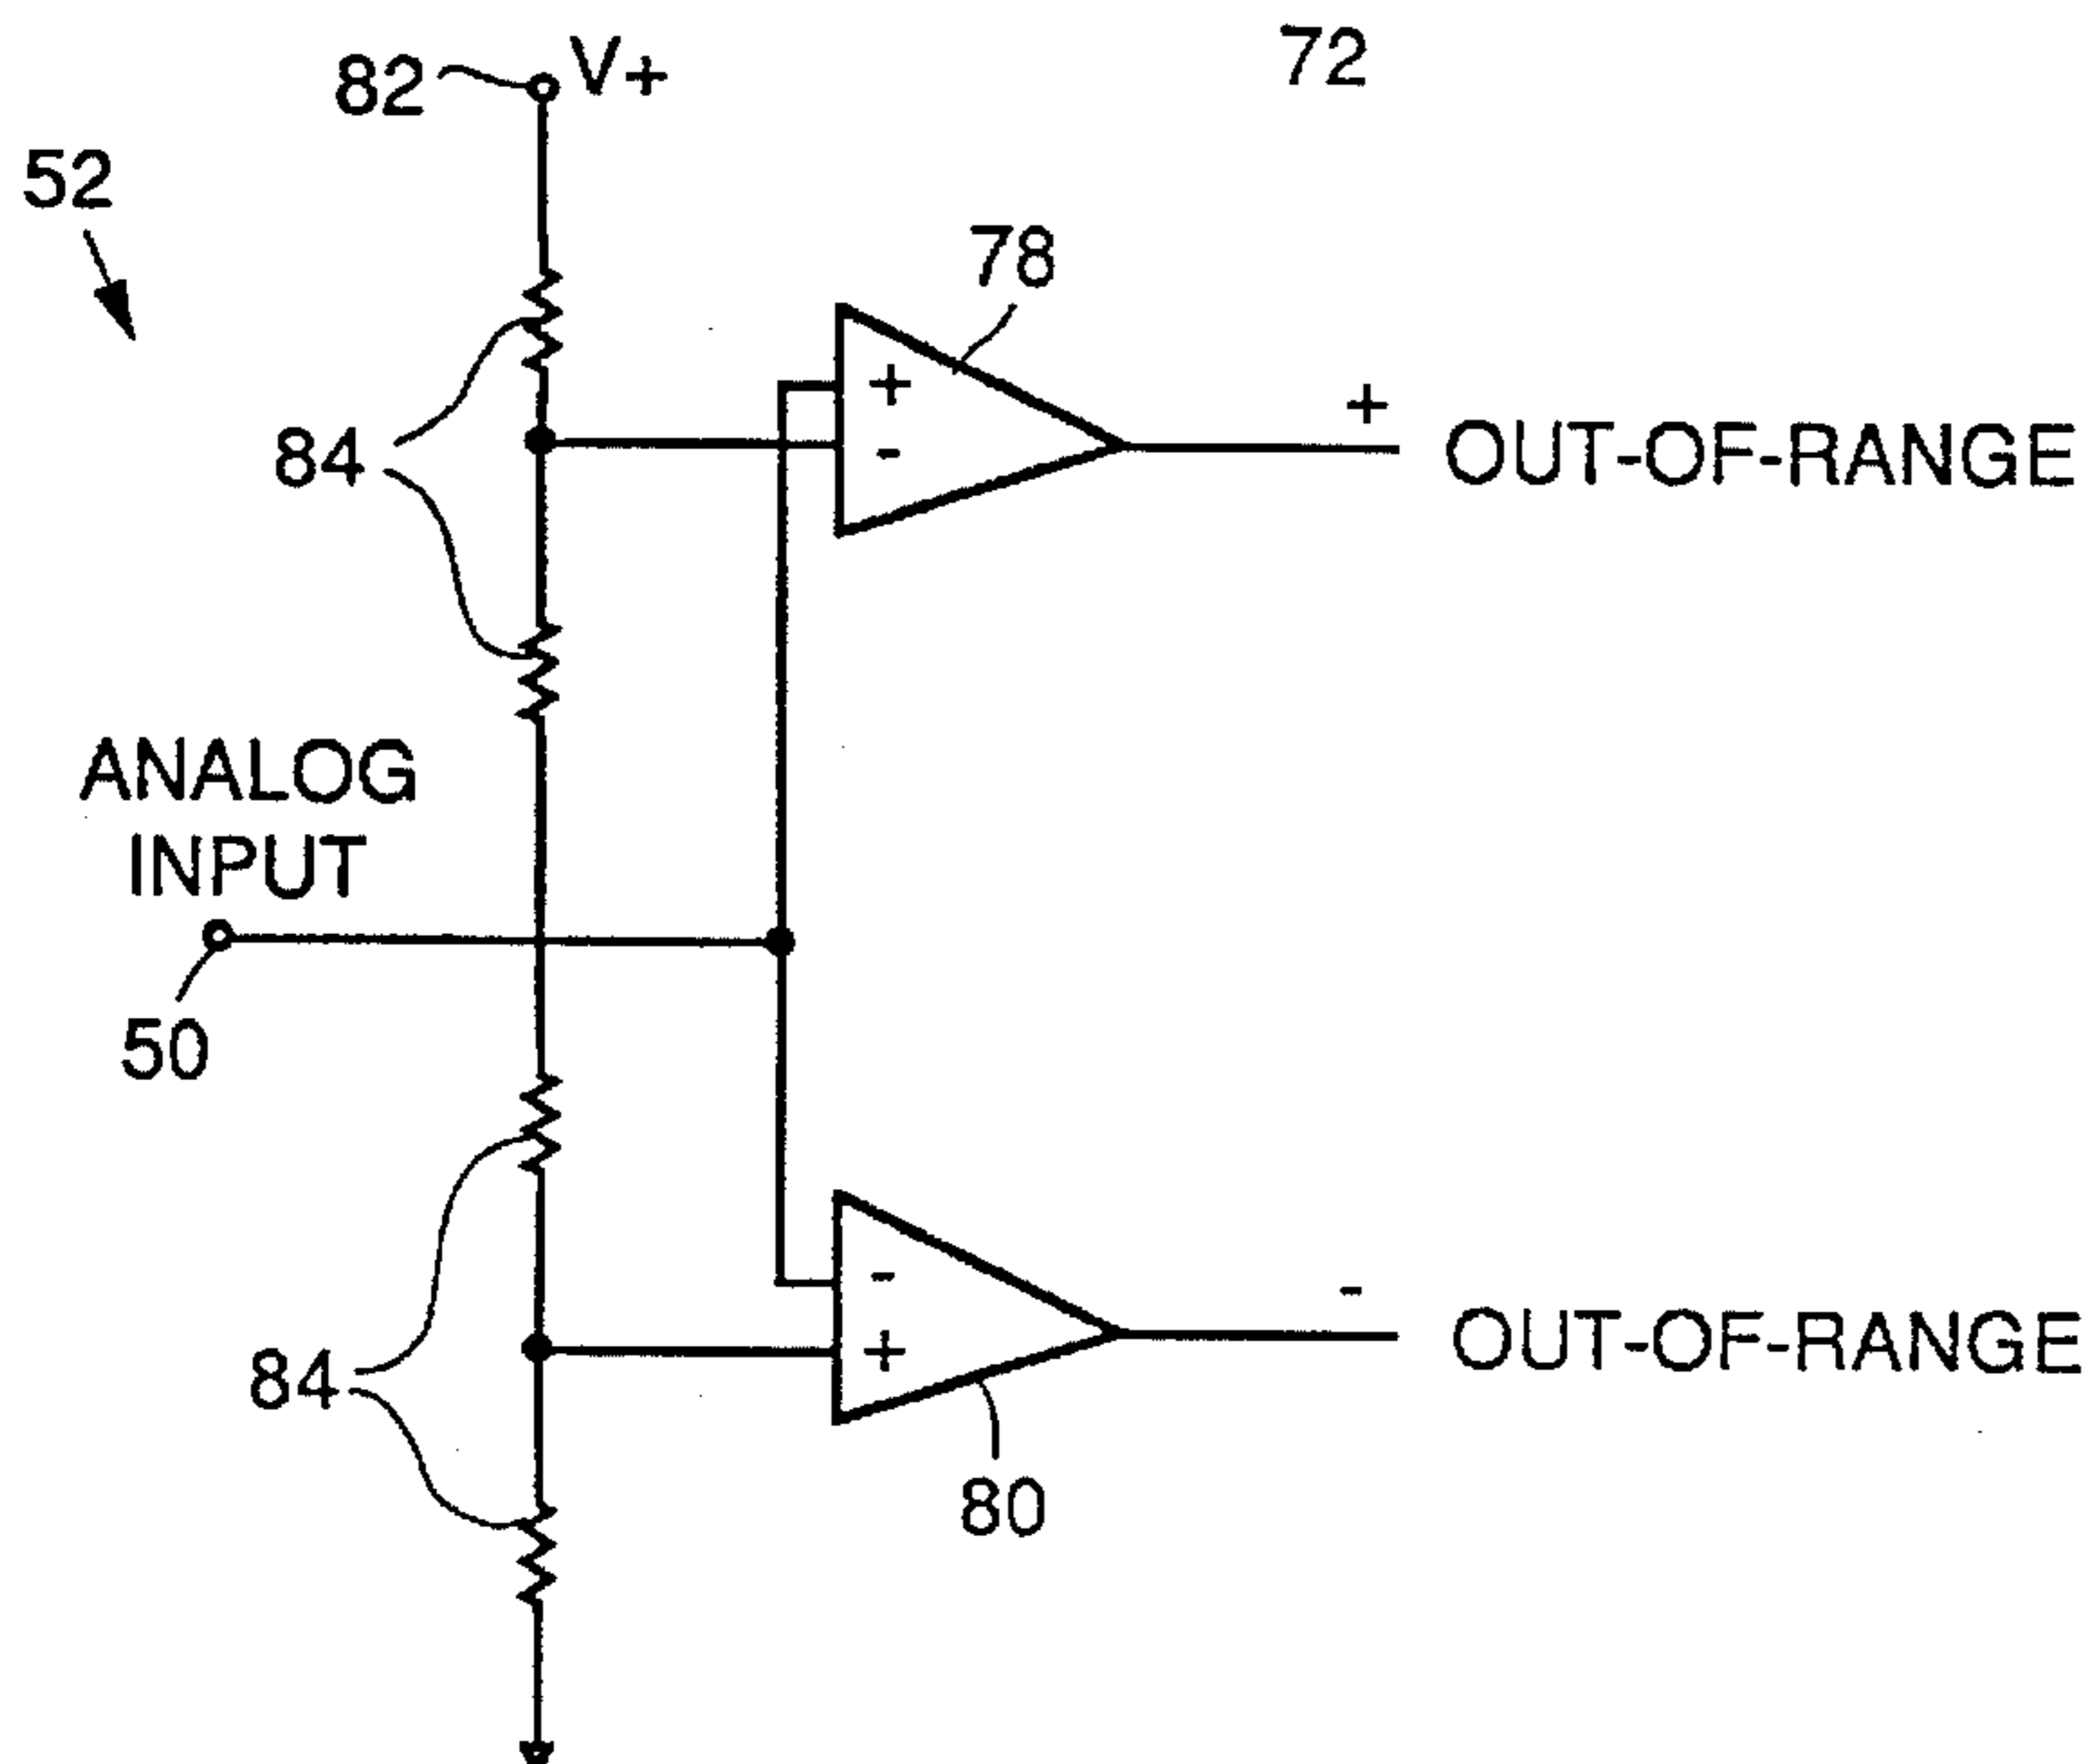 72
82
V+
52
78
+
-
+
OUT-OF-RANGE
84
ANALOG
INPUT
50
-
+
-
OUT-OF-RANGE
84
80